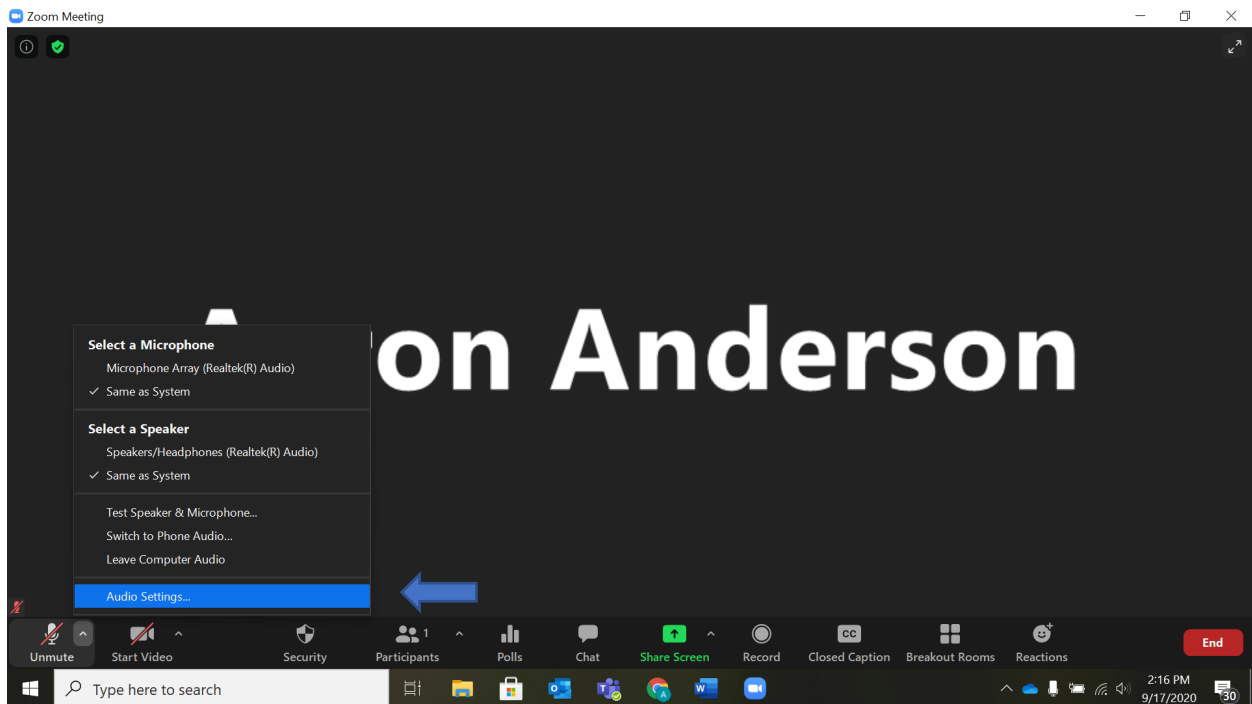 Zoom Meeting
on Anderson
Select a Microphone
Microphone Array (Realtek(R) Audio)
Same as System
Select a Speaker
Speakers/Headphones (Realtek(R) Audio)
Same as System
Test Speaker & Microphone...
Switch to Phone Audio...
Leave Computer Audio
Audio Settings...
1
Unmute Start Video Security Participants Polls Chat Share Screen Record Closed Caption Breakout Rooms Reactions End
CC
Type here to search
2:16 PM
9/17/2020
30